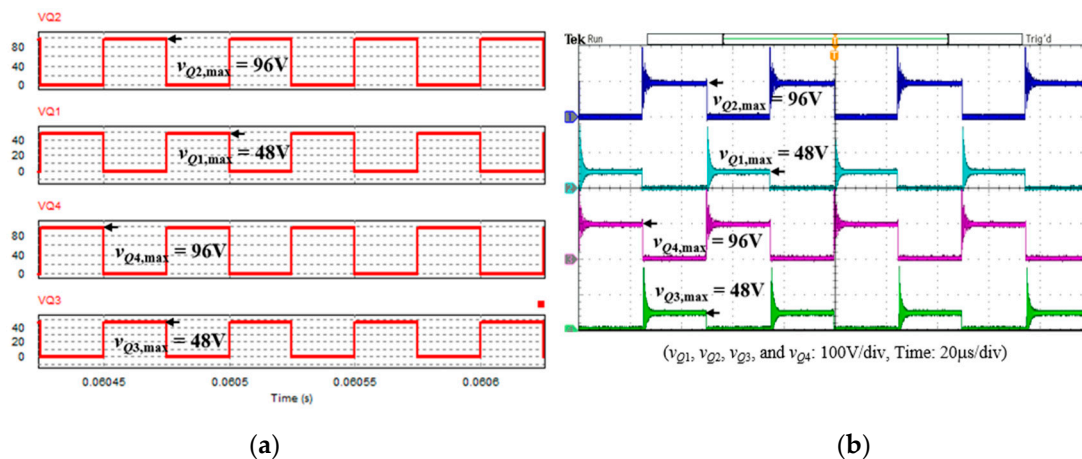 VQ2
80
40
0
vQ2,max = 96V
VQ1
40
20
0
vQ1,max = 48V
VQ4
80
40
0
vQ4,max = 96V
VQ3
40
20
0
vQ3,max = 48V
0.06045 0.0605 0.06055 0.0606
Time (s)
(a)
Tek Run Trig'd
vQ2,max = 96V
vQ1,max = 48V
vQ4,max = 96V
vQ3,max = 48V
(vQ1, vQ2, vQ3, and vQ4: 100V/div, Time: 20μs/div)
(b)